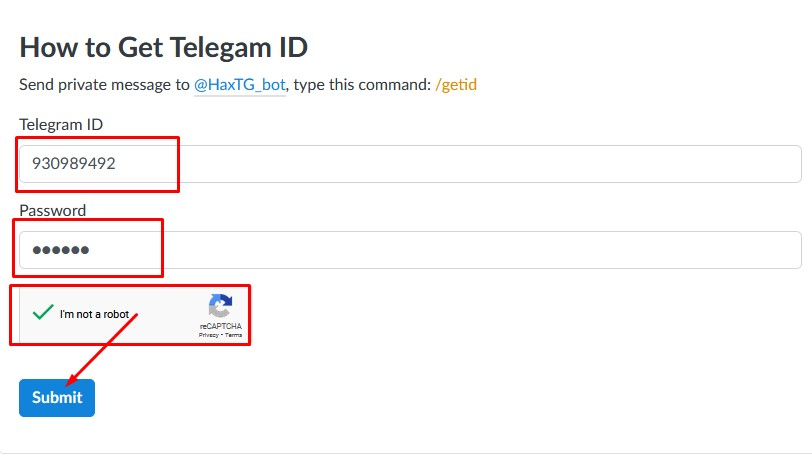 How to Get Telegam ID
Send private message to @HaxTG_bot, type this command: /getid
Telegram ID
930989492
Password
●●●●●●
I'm not a robot
reCAPTCHA
Privacy - Terms
Submit